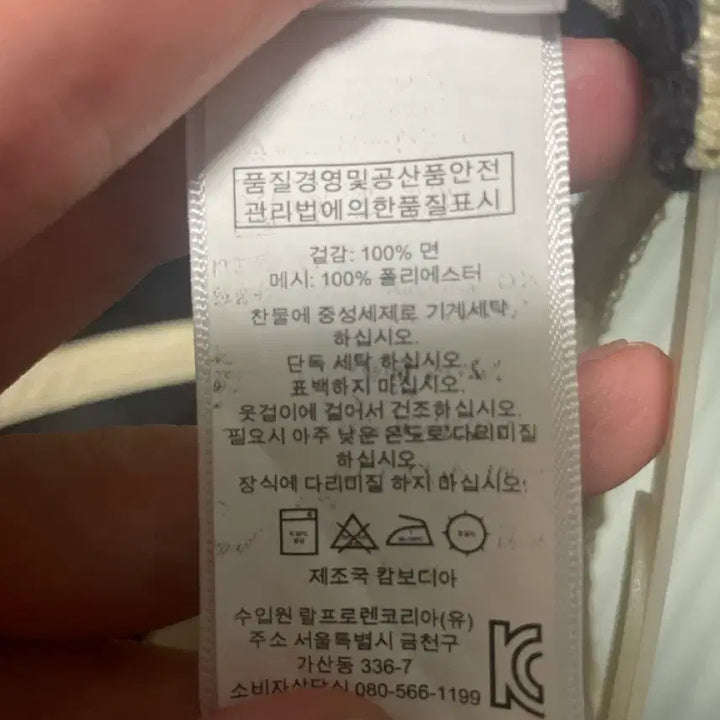 품질경영및공산품안전
관리법에의한품질표시
겉감: 100% 면
메시: 100% 폴리에스터
찬물에 중성세제로 기계세탁
하십시오.
단독 세탁 하십시오.
표백하지 마십시오.
옷걸이에 걸어서 건조하십시오.
필요시 아주 낮은 온도로 다리미질
하십시오.
장식에 다리미질 하지 마십시오.
제조국 캄보디아
수입원 랄프로렌코리아(유)
주소 서울특별시 금천구
가산동 336-7
소비자상담실 080-566-1199